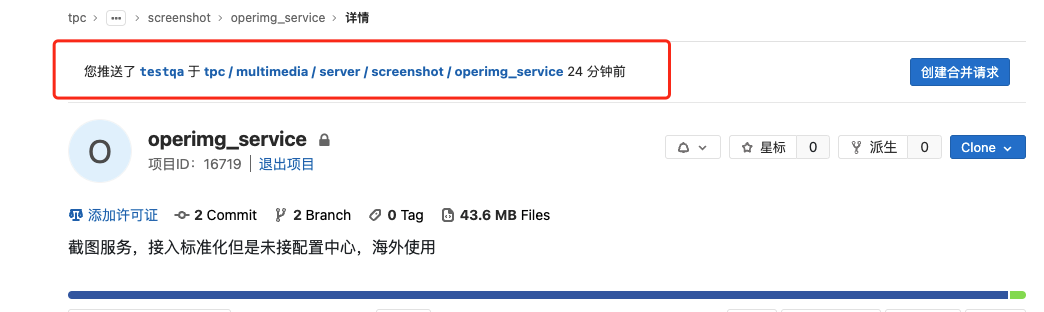 tpc > ••• > screenshot > operimg_service > 详情
您推送了 testqa 于 tpc / multimedia / server / screenshot / operimg_service 24 分钟前
创建合并请求
O
operimg_service
项目ID: 16719 | 退出项目
星标 0 派生 0 Clone
添加许可证 2 Commit 2 Branch 0 Tag 43.6 MB Files
截图服务，接入标准化但是未接配置中心，海外使用